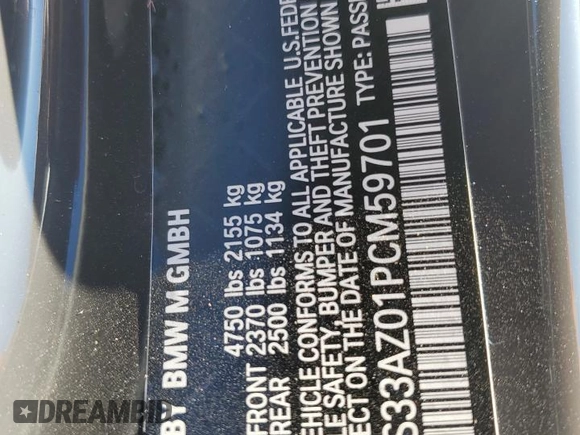 BY BMW M GMBH
4750 lbs 2155 kg
FRONT 2370 lbs 1075 kg
REAR 2500 lbs 1134 kg
VEHICLE CONFORMS TO ALL APPLICABLE U.S.FEDE
LE SAFETY, BUMPER AND THEFT PREVENTION
ECT ON THE DATE OF MANUFACTURE SHOWN
S33AZ01PCM59701 TYPE: PASS
DREAMBID